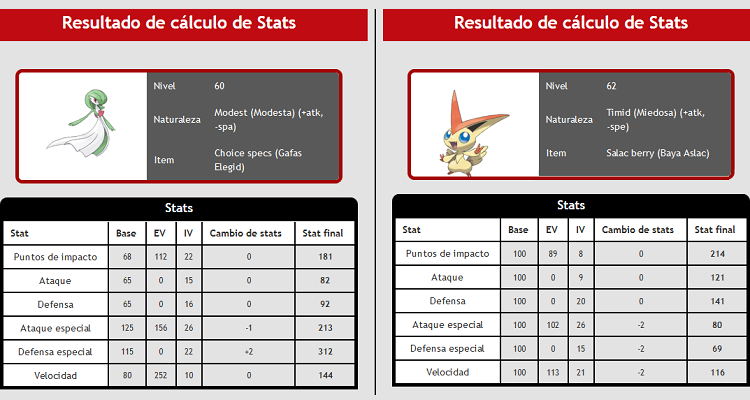 Resultado de cálculo de Stats
Nivel 60
Naturaleza Modest (Modesta) (+atk,
-spa)
Item Choice specs (Gafas
Elegid)
Stats
Stat Base EV IV Cambio de stats Stat final
Puntos de impacto 68 112 22 0 181
Ataque 65 0 15 0 82
Defensa 65 0 16 0 92
Ataque especial 125 156 26 -1 213
Defensa especial 115 0 22 +2 312
Velocidad 80 252 10 0 144
Resultado de cálculo de Stats
Nivel 62
Naturaleza Timid (Miedosa) (+atk,
-spe)
Item Salac berry (Baya Aslac)
Stats
Stat Base EV IV Cambio de stats Stat final
Puntos de impacto 100 89 8 0 214
Ataque 100 0 9 0 121
Defensa 100 0 20 0 141
Ataque especial 100 102 26 -2 80
Defensa especial 100 0 15 -2 69
Velocidad 100 113 21 -2 116